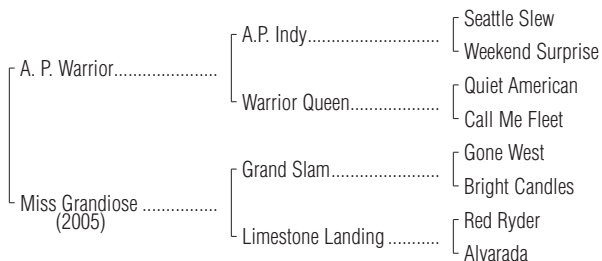 Seattle Slew
A.P. Indy
Weekend Surprise
A. P. Warrior
Quiet American
Warrior Queen
Call Me Fleet
Gone West
Grand Slam
Bright Candles
Miss Grandiose
(2005)
Red Ryder
Limestone Landing
Alvarada